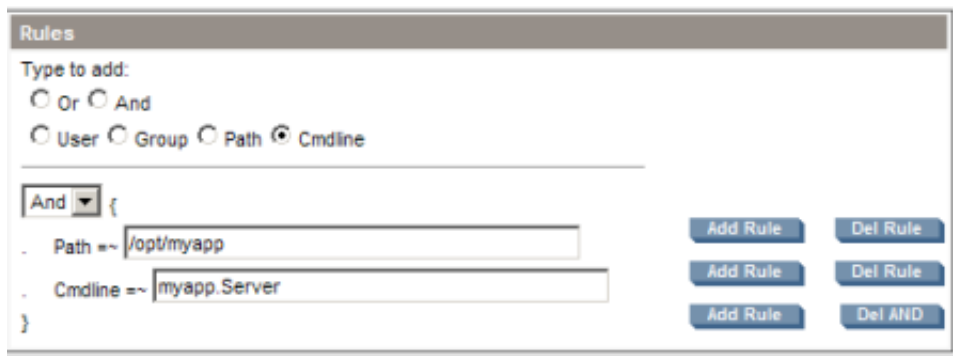 Rules
Type to add:
Or And
User Group Path Cmdline
And {
. Path =~ /opt/myapp Add Rule Del Rule
. Cmdline =~ myapp.Server Add Rule Del Rule
} Add Rule Del AND